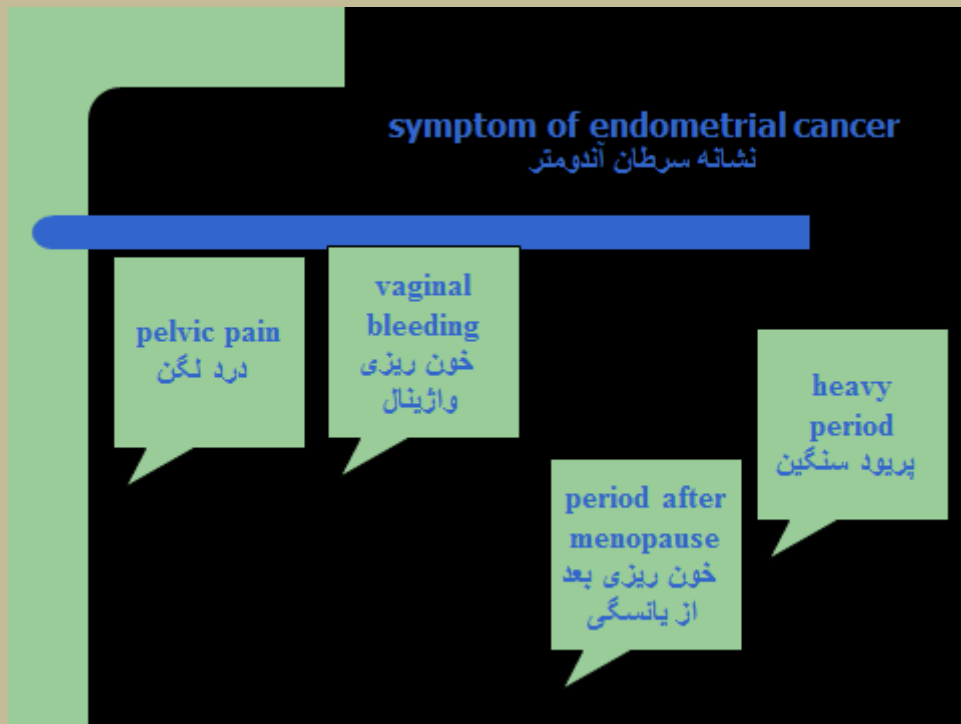 symptom of endometrial cancer
نشانه سرطان آندومتر
pelvic pain
درد لگن
vaginal
bleeding
خون ریزی
واژینال
heavy
period
پریود سنگین
period after
menopause
خون ریزی بعد
از یائسگی